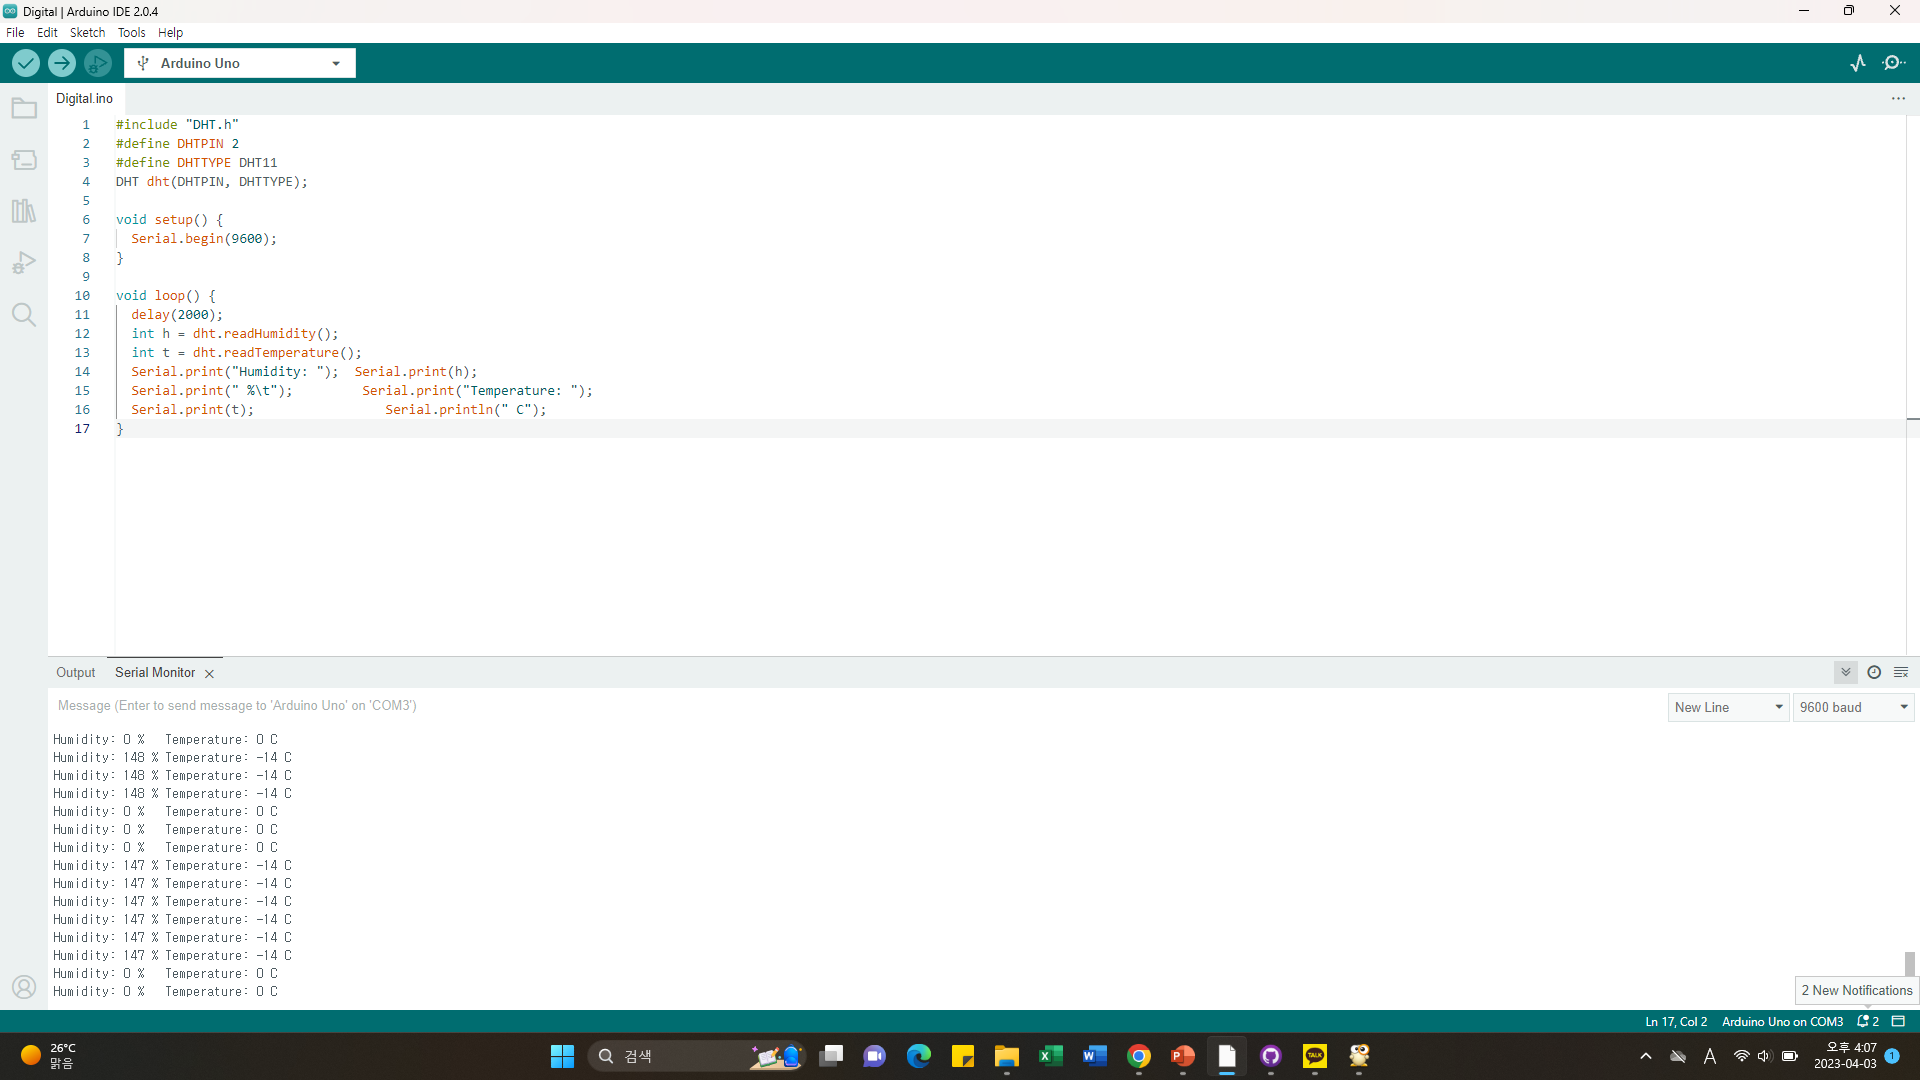 Digital | Arduino IDE 2.0.4
File Edit Sketch Tools Help
Arduino Uno
Digital.ino
1 #include "DHT.h"
2 #define DHTPIN 2
3 #define DHTTYPE DHT11
4 DHT dht(DHTPIN, DHTTYPE);
5
6 void setup() {
7 Serial.begin(9600);
8 }
9
10 void loop() {
11 delay(2000);
12 int h = dht.readHumidity();
13 int t = dht.readTemperature();
14 Serial.print("Humidity: "); Serial.print(h);
15 Serial.print(" %\t"); Serial.print("Temperature: ");
16 Serial.print(t); Serial.println(" C");
17 }
Output Serial Monitor
Message (Enter to send message to 'Arduino Uno' on 'COM3')
New Line 9600 baud
Humidity: 0 % Temperature: 0 C
Humidity: 148 % Temperature: -14 C
Humidity: 148 % Temperature: -14 C
Humidity: 148 % Temperature: -14 C
Humidity: 0 % Temperature: 0 C
Humidity: 0 % Temperature: 0 C
Humidity: 0 % Temperature: 0 C
Humidity: 147 % Temperature: -14 C
Humidity: 147 % Temperature: -14 C
Humidity: 147 % Temperature: -14 C
Humidity: 147 % Temperature: -14 C
Humidity: 147 % Temperature: -14 C
Humidity: 147 % Temperature: -14 C
Humidity: 0 % Temperature: 0 C
Humidity: 0 % Temperature: 0 C
2 New Notifications
Ln 17, Col 2 Arduino Uno on COM3 2
26°C
맑음
검색
TALK
A
오후 4:07
2023-04-03
1